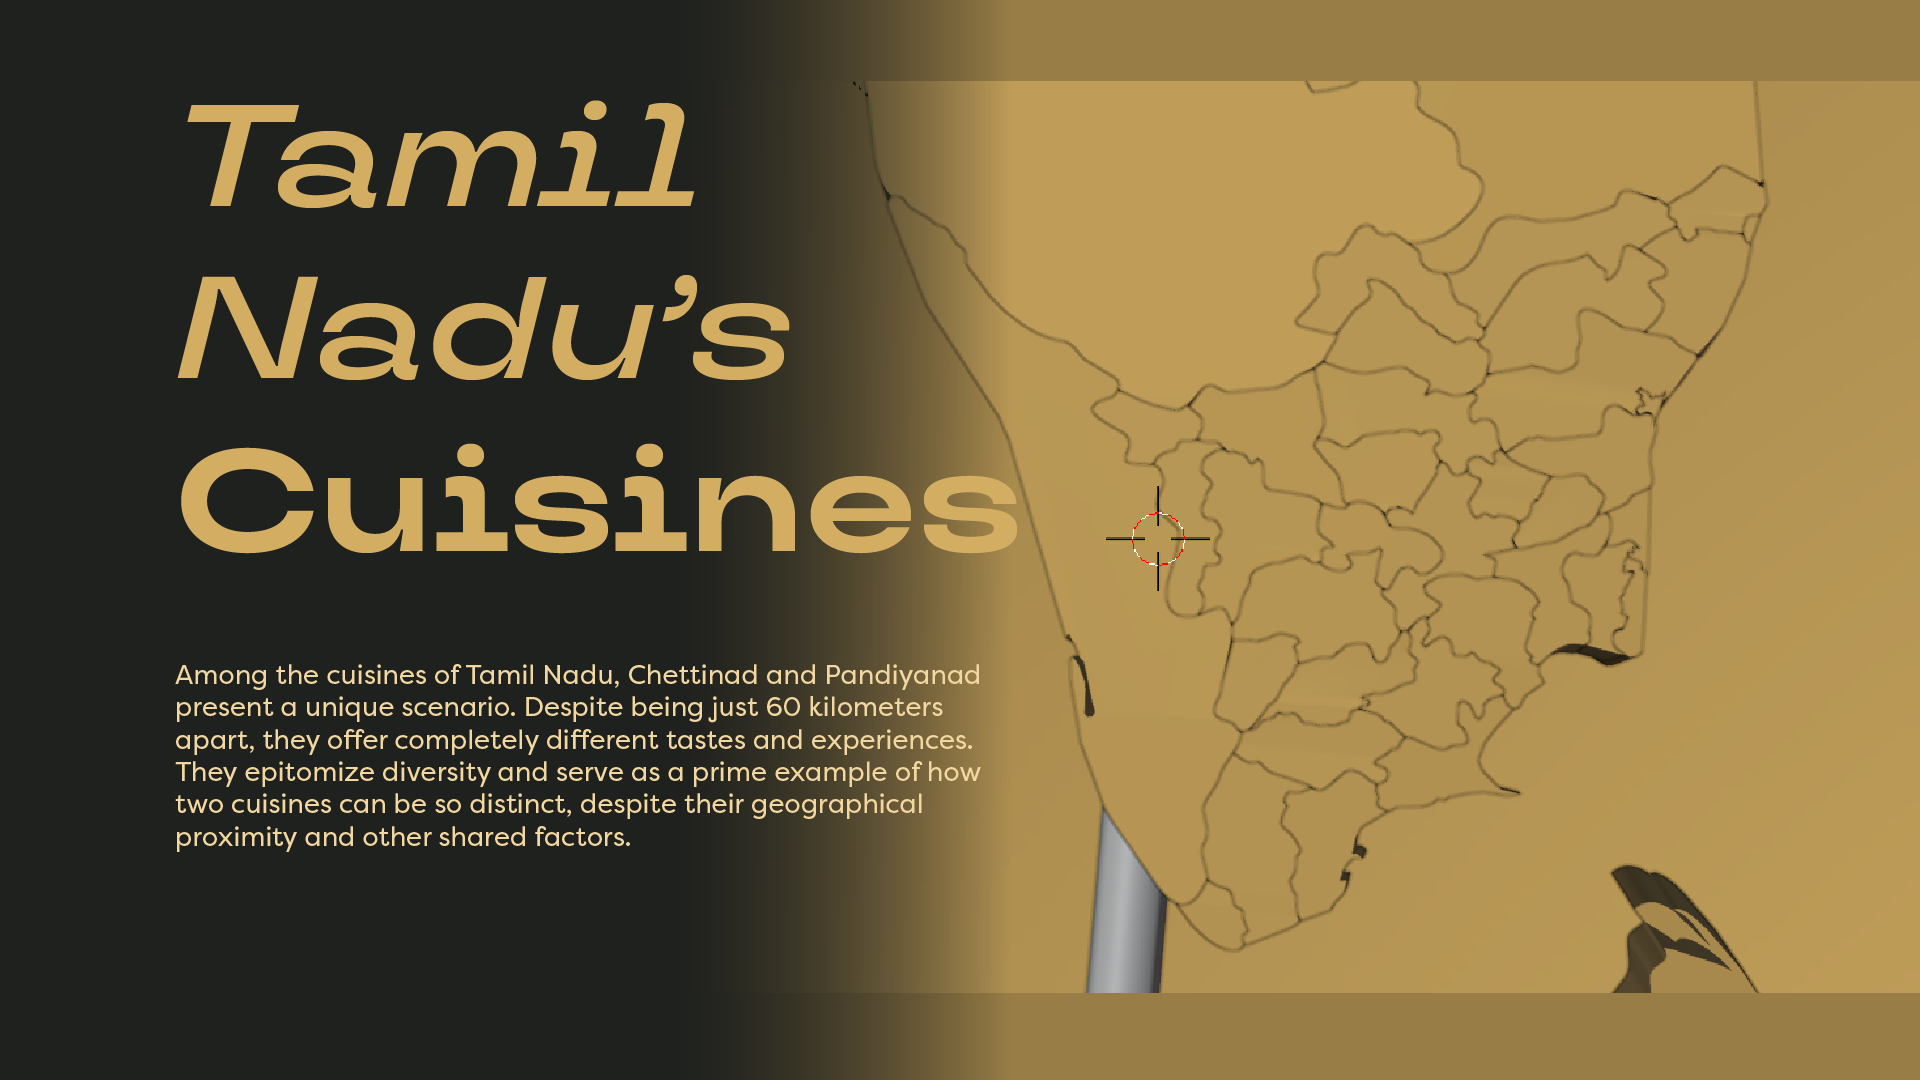 Tamil
Nadu’s
Cuisines
Among the cuisines of Tamil Nadu, Chettinad and Pandiyanad
present a unique scenario. Despite being just 60 kilometers
apart, they offer completely different tastes and experiences.
They epitomize diversity and serve as a prime example of how
two cuisines can be so distinct, despite their geographical
proximity and other shared factors.